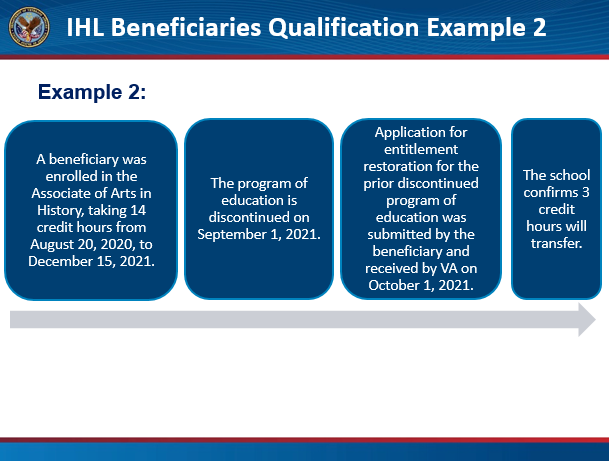 IHL Beneficiaries Qualification Example 2
Example 2:
A beneficiary was
enrolled in the
Associate of Arts in
History, taking 14
credit hours from
August 20, 2020, to
December 15, 2021.
The program of
education is
discontinued on
September 1, 2021.
Application for
entitlement
restoration for the
prior discontinued
program of
education was
submitted by the
beneficiary and
received by VA on
October 1, 2021.
The school
confirms 3
credit
hours will
transfer.